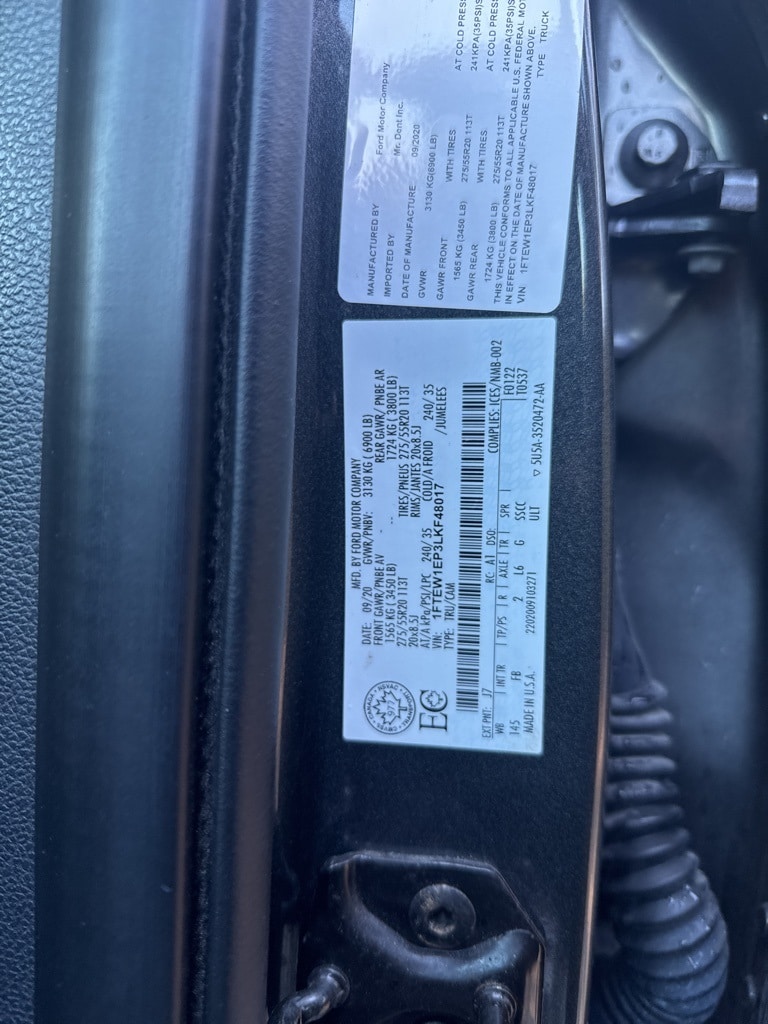 MANUFACTURED BY Ford Motor Company
IMPORTED BY Mr. Dent Inc.
DATE OF MANUFACTURE 09/2020
GVWR 3130 KG(6900 LB)
GAWR FRONT WITH TIRES AT COLD PRES
1565 KG (3450 LB) 275/55R20 113T 241KPA(35PSI)S
GAWR REAR WITH TIRES AT COLD PRES
1724 KG (3800 LB) 275/55R20 113T 241KPA(35PSI)S
THIS VEHICLE CONFORMS TO ALL APPLICABLE U.S. FEDERAL MOT
IN EFFECT ON THE DATE OF MANUFACTURE SHOWN ABOVE.
VIN 1FTEW1EP3LKF48017 TYPE TRUCK
MFD. BY FORD MOTOR COMPANY
DATE: 09/20 GVWR/PNBV: 3130 KG ( 6900 LB)
FRONT GAWR/PNBE AV REAR GAWR/ PNBE AR
1565 KG ( 3450 LB) 1724 KG ( 3800 LB)
275/55R20 113T TIRES/PNEUS 275/55R20 113T
20x8.5J RIMS/JANTES 20x8.5J
AT/A kPa/PSI/LPC 240/ 35 COLD/A FROID 240/ 35
VIN: 1FTEW1EP3LKF48017 /JUMELEES
TYPE: TRU/CAM
EC
EXT PNT: J7 RC: A1 DSO: COMPLIES: ICES/NMB-002
WB INT TR TP/PS R AXLE TR SPR F0122
145 FB 2 L6 G SSCC T0537
ULT
MADE IN U.S.A. 2202009103271 5U5A-3520472-AA